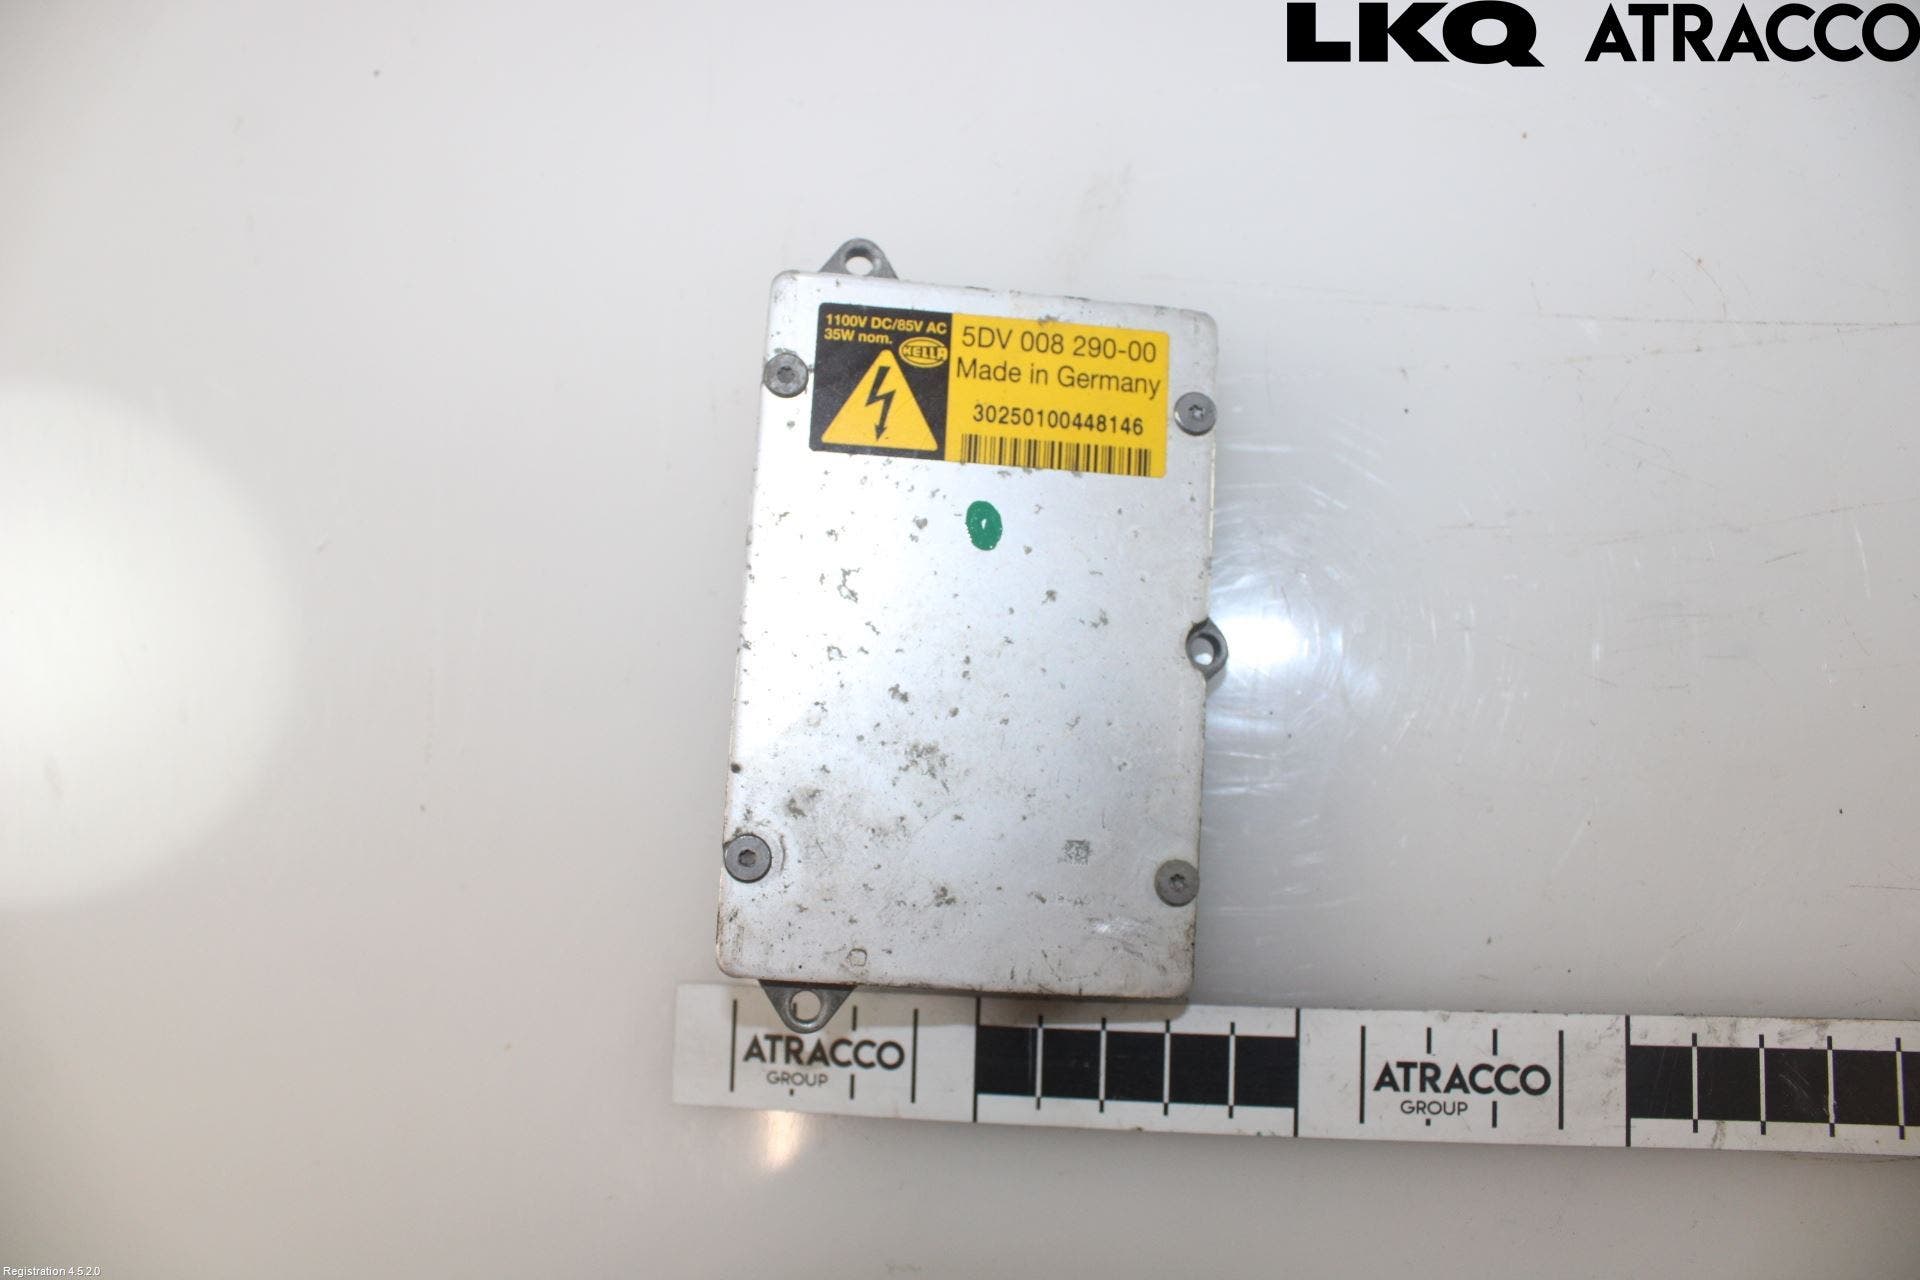 LKQ ATRACCO
1100V DC/85V AC
35W nom.
HELLA
5DV 008 290-00
Made in Germany
30250100448146
ATRACCO
GROUP
ATRACCO
GROUP
Registration 4.5.2.0